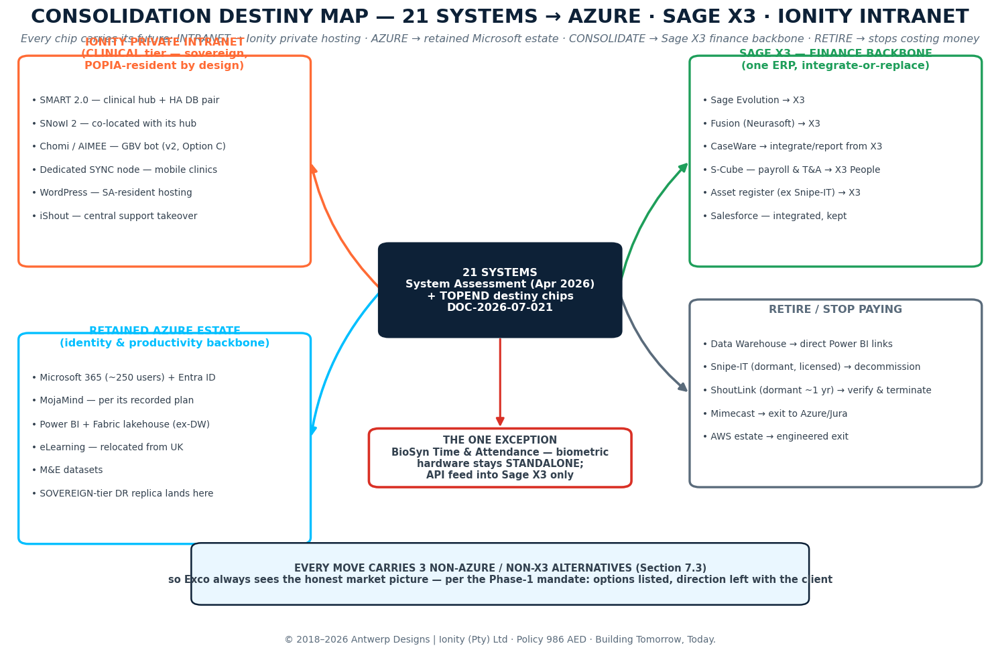 CONSOLIDATION DESTINY MAP — 21 SYSTEMS → AZURE · SAGE X3 · IONITY INTRANET
Every chip carries its future: INTRANET → Ionity private hosting · AZURE → retained Microsoft estate · CONSOLIDATE → Sage X3 finance backbone · RETIRE → stops costing money
IONITY PRIVATE INTRANET
(CLINICAL tier — sovereign,
POPIA-resident by design)
• SMART 2.0 — clinical hub + HA DB pair
• SNowI 2 — co-located with its hub
• Chomi / AIMEE — GBV bot (v2, Option C)
• Dedicated SYNC node — mobile clinics
• WordPress — SA-resident hosting
• iShout — central support takeover
SAGE X3 — FINANCE BACKBONE
(one ERP, integrate-or-replace)
• Sage Evolution → X3
• Fusion (Neurasoft) → X3
• CaseWare → integrate/report from X3
• S-Cube — payroll & T&A → X3 People
• Asset register (ex Snipe-IT) → X3
• Salesforce — integrated, kept
21 SYSTEMS
System Assessment (Apr 2026)
+ TOPEND destiny chips
DOC-2026-07-021
RETAINED AZURE ESTATE
(identity & productivity backbone)
• Microsoft 365 (~250 users) + Entra ID
• MojaMind — per its recorded plan
• Power BI + Fabric lakehouse (ex-DW)
• eLearning — relocated from UK
• M&E datasets
• SOVEREIGN-tier DR replica lands here
RETIRE / STOP PAYING
• Data Warehouse → direct Power BI links
• Snipe-IT (dormant, licensed) → decommission
• ShoutLink (dormant ~1 yr) → verify & terminate
• Mimecast → exit to Azure/Jura
• AWS estate → engineered exit
THE ONE EXCEPTION
BioSyn Time & Attendance — biometric
hardware stays STANDALONE;
API feed into Sage X3 only
EVERY MOVE CARRIES 3 NON-AZURE / NON-X3 ALTERNATIVES (Section 7.3)
so Exco always sees the honest market picture — per the Phase-1 mandate: options listed, direction left with the client
© 2018–2026 Antwerp Designs | Ionity (Pty) Ltd · Policy 986 AED · Building Tomorrow, Today.